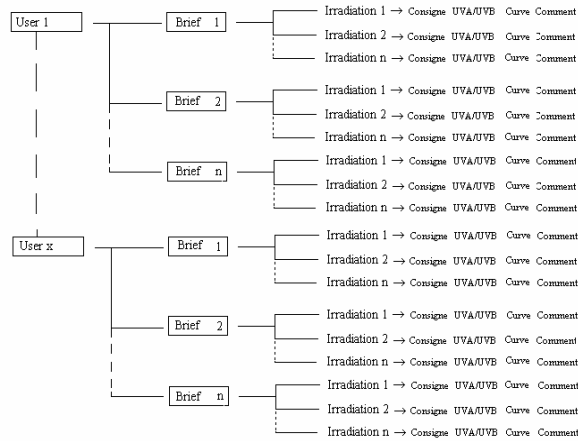 User 1 Brief 1 Irradiation 1 → Consigne UVA/UVB Curve Comment
Irradiation 2 → Consigne UVA/UVB Curve Comment
Irradiation n → Consigne UVA/UVB Curve Comment
Brief 2 Irradiation 1 → Consigne UVA/UVB Curve Comment
Irradiation 2 → Consigne UVA/UVB Curve Comment
Irradiation n → Consigne UVA/UVB Curve Comment
Brief n Irradiation 1 → Consigne UVA/UVB Curve Comment
Irradiation 2 → Consigne UVA/UVB Curve Comment
Irradiation n → Consigne UVA/UVB Curve Comment
User x Brief 1 Irradiation 1 → Consigne UVA/UVB Curve Comment
Irradiation 2 → Consigne UVA/UVB Curve Comment
Irradiation n → Consigne UVA/UVB Curve Comment
Brief 2 Irradiation 1 → Consigne UVA/UVB Curve Comment
Irradiation 2 → Consigne UVA/UVB Curve Comment
Irradiation n → Consigne UVA/UVB Curve Comment
Brief n Irradiation 1 → Consigne UVA/UVB Curve Comment
Irradiation 2 → Consigne UVA/UVB Curve Comment
Irradiation n → Consigne UVA/UVB Curve Comment